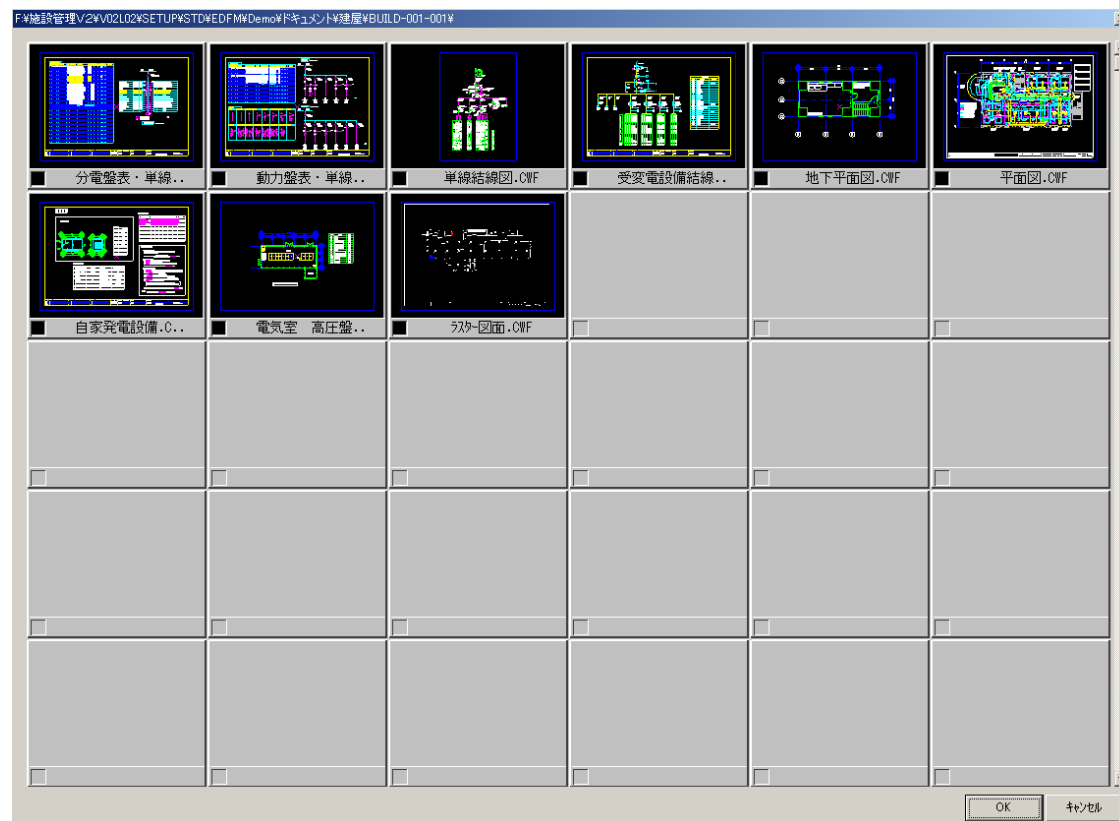 F:¥施設管理V2¥V02L02¥SETUP¥STD¥EDFM¥Demo¥ドキュメント¥建屋¥BUILD-001-001¥
分電盤表・単線..
動力盤表・単線..
単線結線図.CWF
受変電設備結線..
地下平面図.CWF
平面図.CWF
自家発電設備.C..
電気室　高圧盤..
ﾗｽﾀｰ図面.CWF
OK
ｷｬﾝｾﾙ